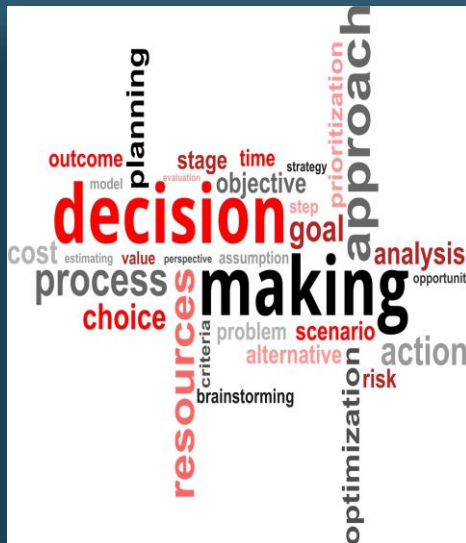 planning
approach
prioritization
outcome
stage
time
strategy
model
evaluation
objective
decision
step
goal
cost
estimating
value
perspective
assumption
analysis
process
making
opportunit
choice
resources
criteria
problem
scenario
alternative
action
brainstorming
risk
optimization